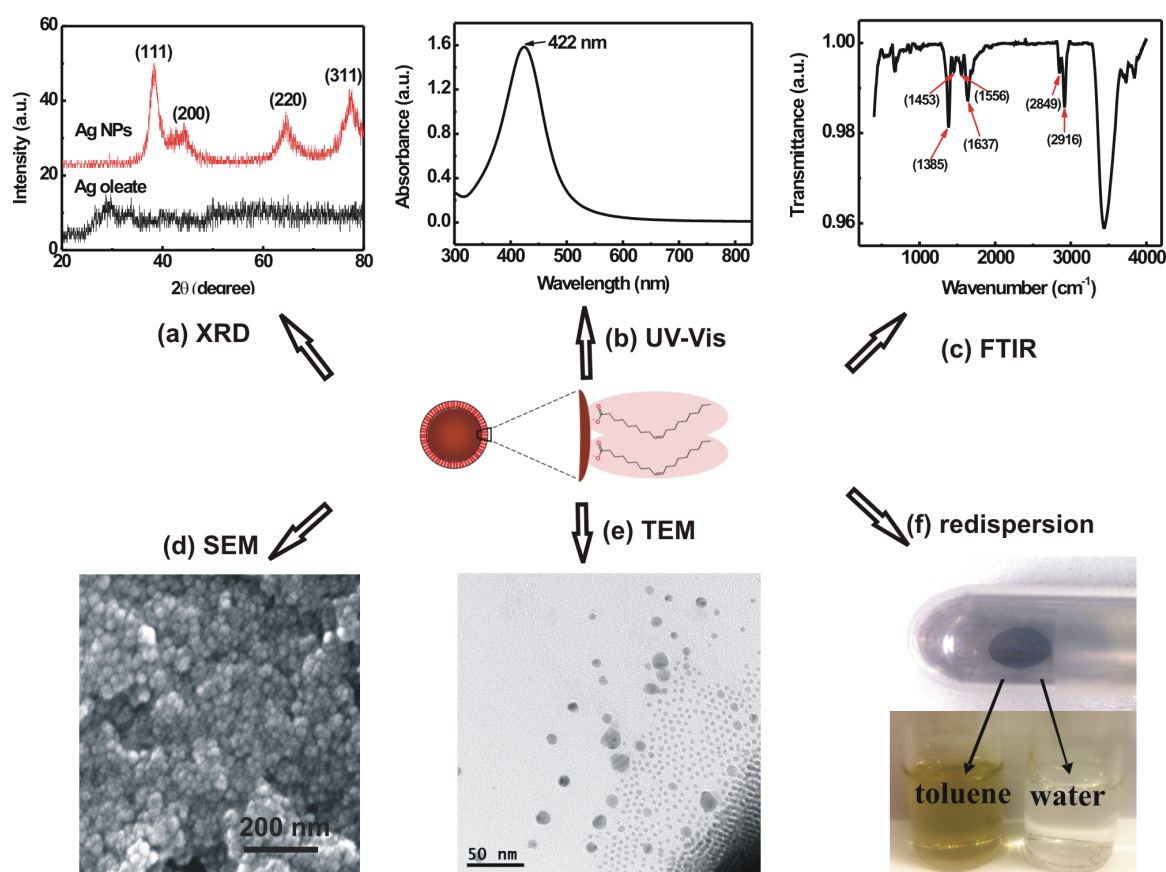 60
50
40
30
20
10
0
20
40
60
80
Intensity (a.u.)
2θ (degree)
(111)
(200)
(220)
(311)
Ag NPs
Ag oleate
(a) XRD
1.6
1.2
0.8
0.4
0.0
300
400
500
600
700
800
Absorbance (a.u.)
Wavelength (nm)
422 nm
(b) UV-Vis
1.00
0.98
0.96
1000
2000
3000
4000
Transmittance (a.u.)
Wavenumber (cm⁻¹)
(1453)
(1556)
(2849)
(1385)
(1637)
(2916)
(c) FTIR
(d) SEM
200 nm
(e) TEM
50 nm
(f) redispersion
toluene
water